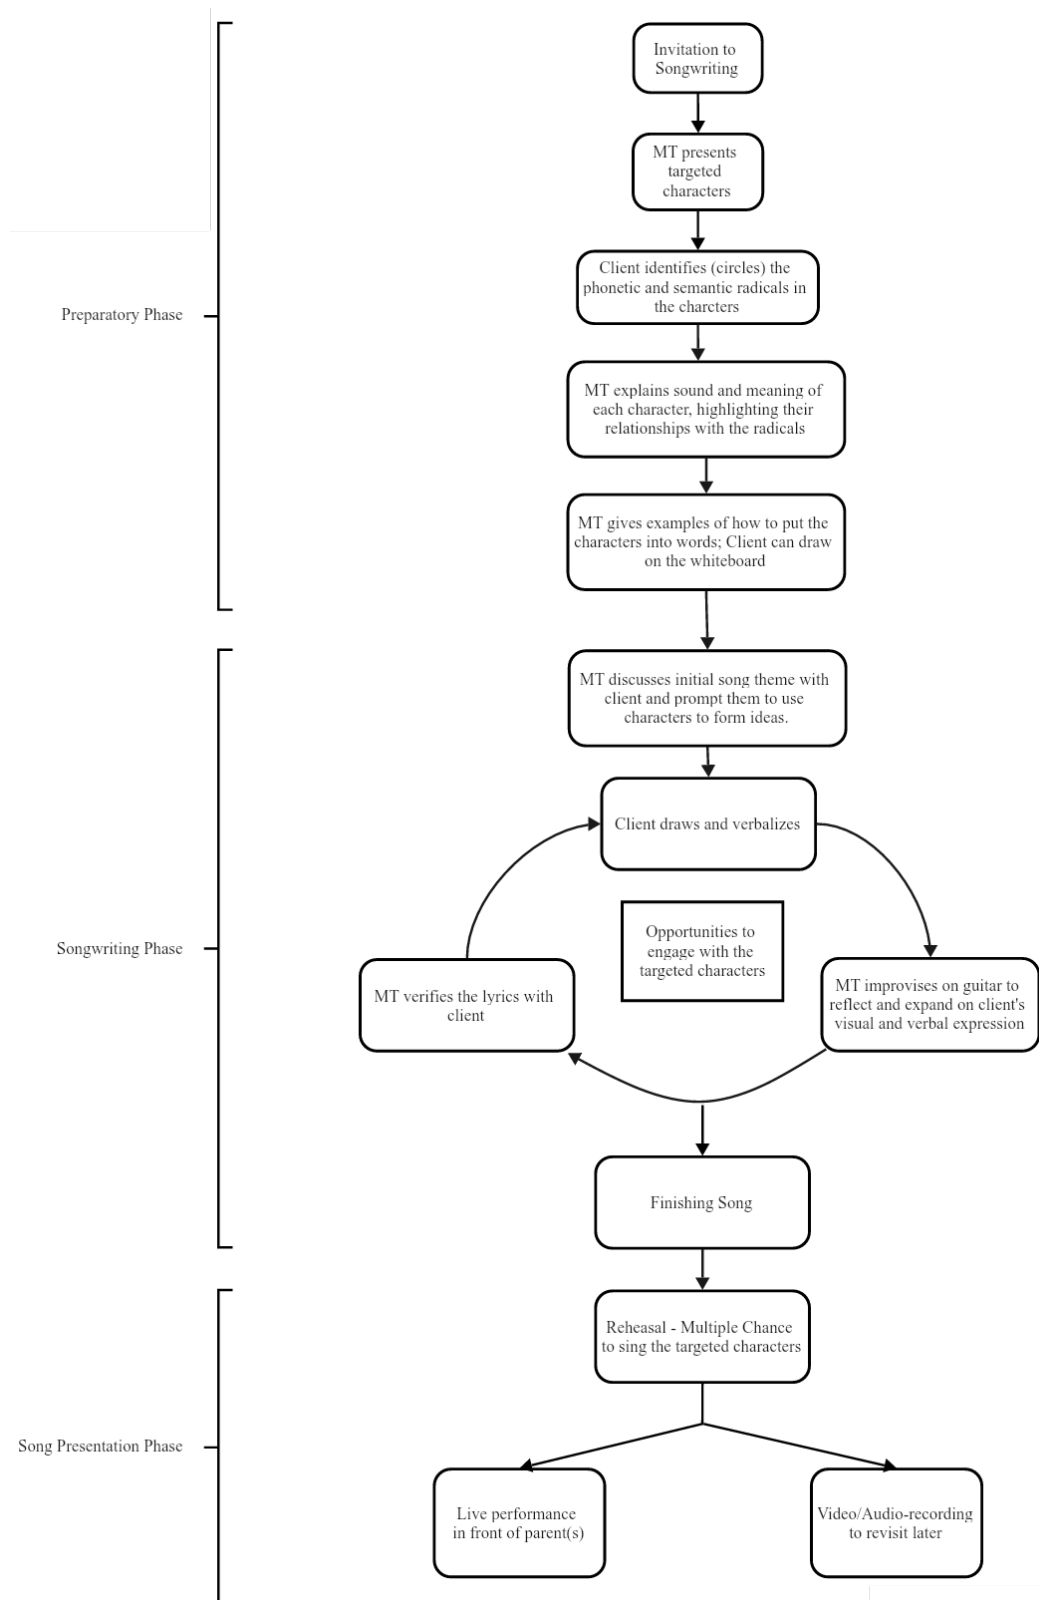 Invitation to
Songwriting
MT presents
targeted
characters
Client identifies (circles) the
phonetic and semantic radicals in
the charcters
Preparatory Phase
MT explains sound and meaning of
each character, highlighting their
relationships with the radicals
MT gives examples of how to put the
characters into words; Client can draw
on the whiteboard
MT discusses initial song theme with
client and prompt them to use
characters to form ideas.
Client draws and verbalizes
Opportunities to
engage with the
targeted characters
Songwriting Phase
MT verifies the lyrics with
client
MT improvises on guitar to
reflect and expand on client's
visual and verbal expression
Finishing Song
Reheasal - Multiple Chance
to sing the targeted characters
Song Presentation Phase
Live performance
in front of parent(s)
Video/Audio-recording
to revisit later